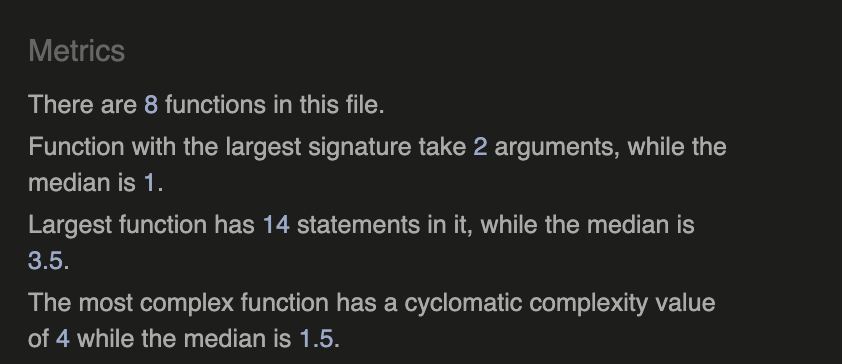 Metrics
There are 8 functions in this file.
Function with the largest signature take 2 arguments, while the
median is 1.
Largest function has 14 statements in it, while the median is
3.5.
The most complex function has a cyclomatic complexity value
of 4 while the median is 1.5.